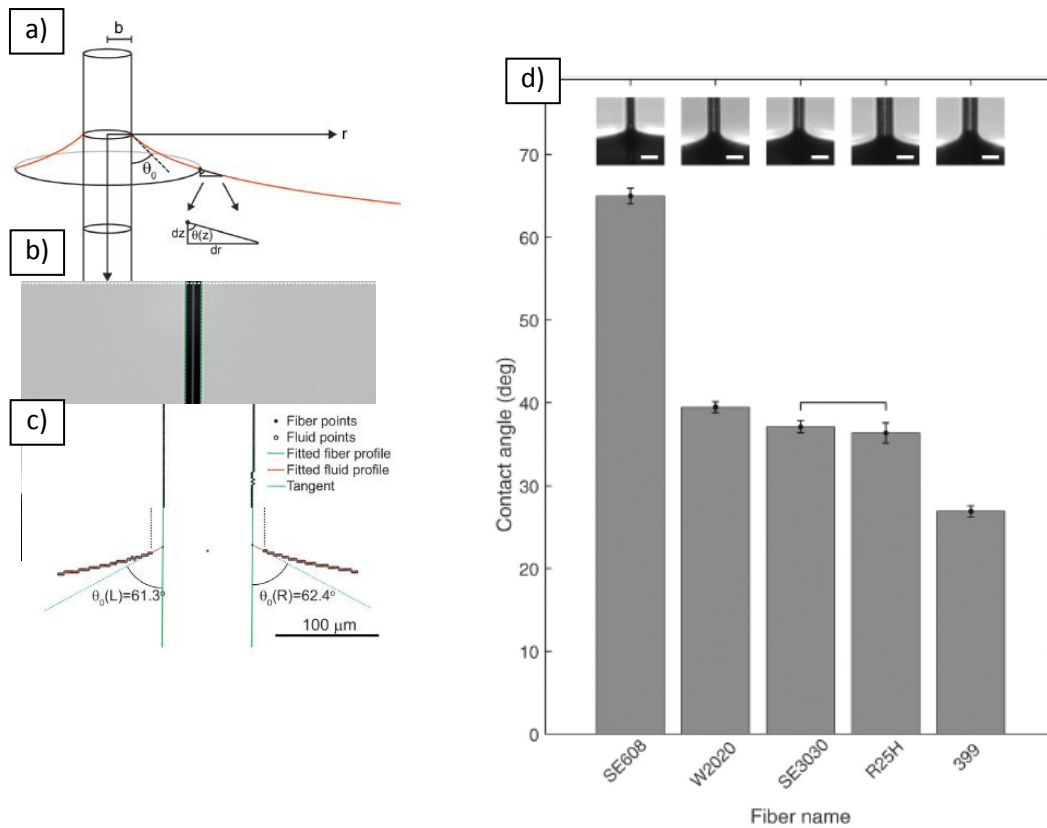 a)
b
r
θ0
dz
θ(z)
dr
b)
c)
Fiber points
Fluid points
Fitted fiber profile
Fitted fluid profile
Tangent
θ0(L)=61.3o
θ0(R)=62.4o
100 μm
d)
70
60
50
40
30
20
10
0
Contact angle (deg)
SE608
W2020
SE3030
R25H
399
Fiber name